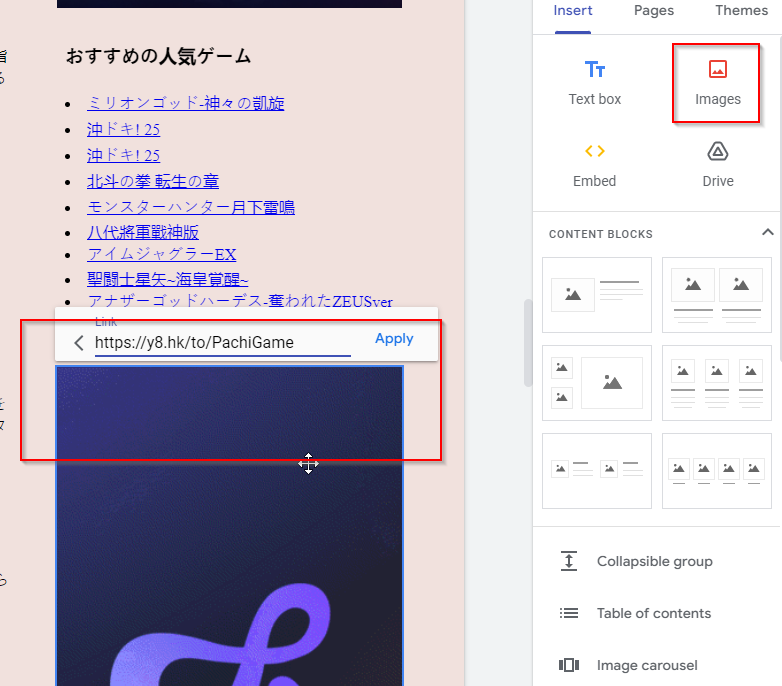 Insert Pages Themes
おすすめの人気ゲーム
ミリオンゴッド-神々の凱旋
沖ドキ! 25
沖ドキ! 25
北斗の拳 転生の章
モンスターハンター月下雷鳴
八代將軍戰神版
アイムジャグラーEX
聖闘士星矢~海皇覚醒~
アナザーゴッドハーデス-奪われたZEUSver
Link
https://y8.hk/to/PachiGame
Apply
Text box
Images
Embed
Drive
CONTENT BLOCKS
Collapsible group
Table of contents
Image carousel